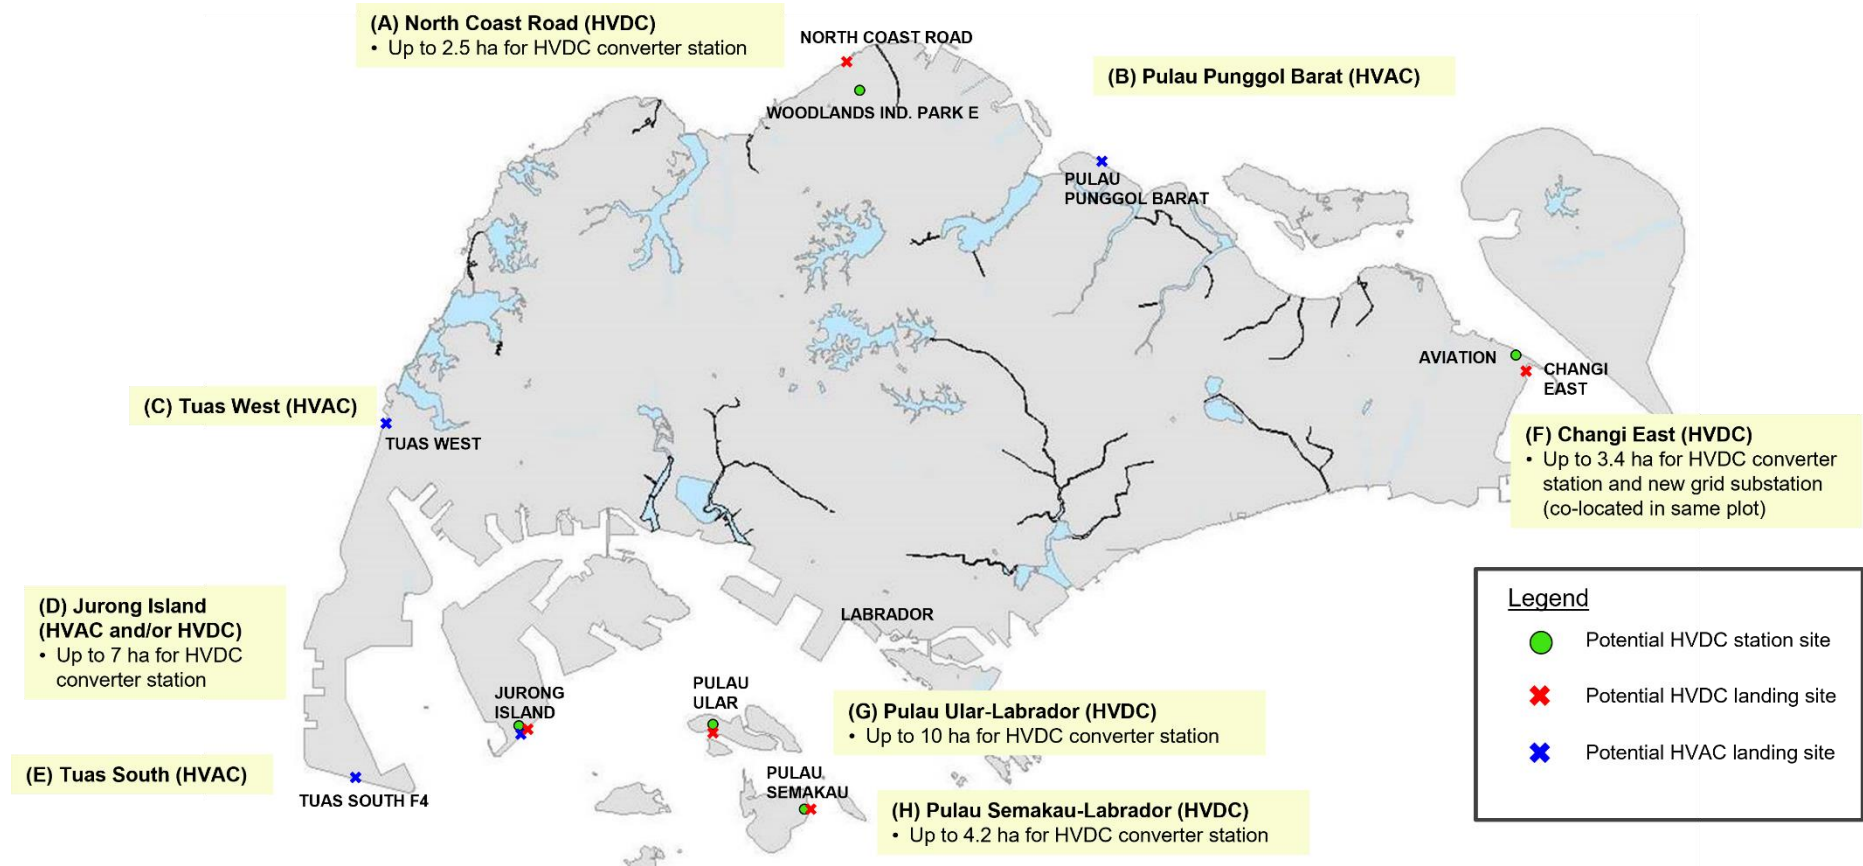 (A) North Coast Road (HVDC)
• Up to 2.5 ha for HVDC converter station
NORTH COAST ROAD
WOODLANDS IND. PARK E
(B) Pulau Punggol Barat (HVAC)
PULAU
PUNGGOL BARAT
AVIATION
CHANGI
EAST
(C) Tuas West (HVAC)
TUAS WEST
(F) Changi East (HVDC)
• Up to 3.4 ha for HVDC converter
station and new grid substation
(co-located in same plot)
(D) Jurong Island
(HVAC and/or HVDC)
• Up to 7 ha for HVDC
converter station
LABRADOR
JURONG
ISLAND
PULAU
ULAR
(G) Pulau Ular-Labrador (HVDC)
• Up to 10 ha for HVDC converter station
(E) Tuas South (HVAC)
TUAS SOUTH F4
PULAU
SEMAKAU
(H) Pulau Semakau-Labrador (HVDC)
• Up to 4.2 ha for HVDC converter station
Legend
Potential HVDC station site
Potential HVDC landing site
Potential HVAC landing site